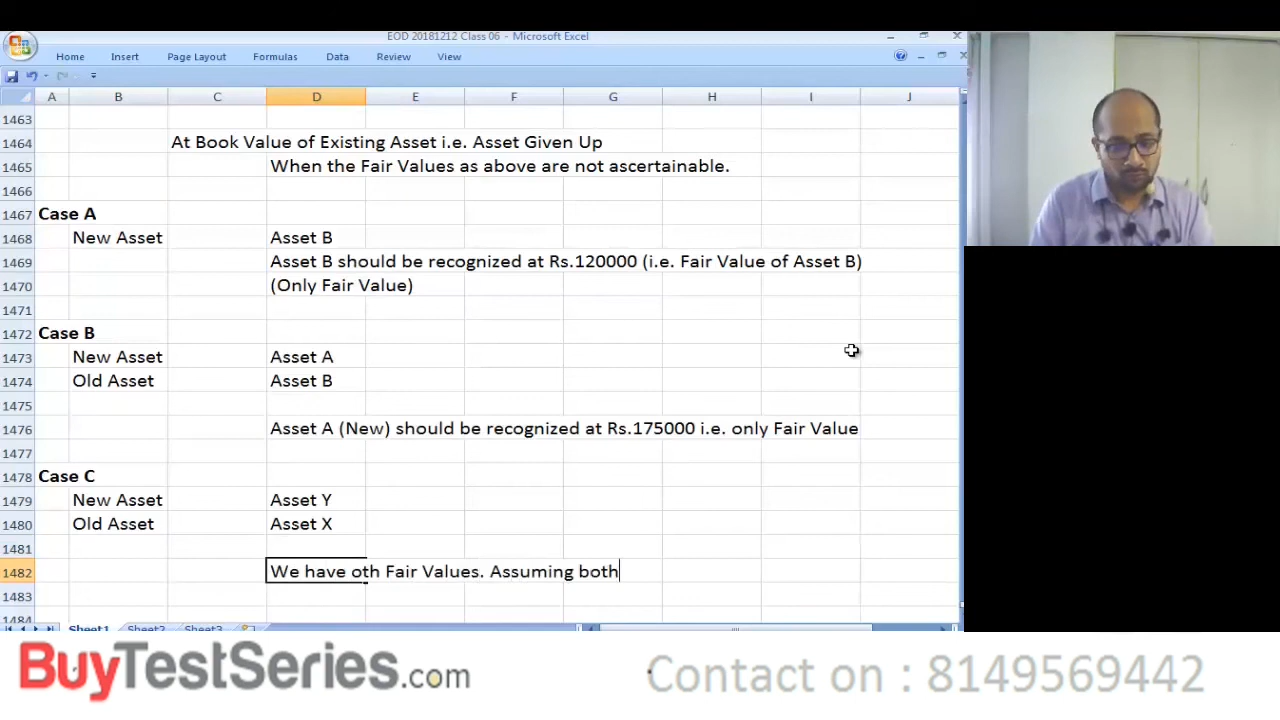 EOD 20181212 Class 06 - Microsoft Excel
Home Insert Page Layout Formulas Data Review View
A B C D E F G H I J
1463
1464 At Book Value of Existing Asset i.e. Asset Given Up
1465 When the Fair Values as above are not ascertainable.
1466
1467 Case A
1468 New Asset Asset B
1469 Asset B should be recognized at Rs.120000 (i.e. Fair Value of Asset B)
1470 (Only Fair Value)
1471
1472 Case B
1473 New Asset Asset A
1474 Old Asset Asset B
1475
1476 Asset A (New) should be recognized at Rs.175000 i.e. only Fair Value
1477
1478 Case C
1479 New Asset Asset Y
1480 Old Asset Asset X
1481
1482 We have oth Fair Values. Assuming both
1483
1484
Sheet1 Sheet2 Sheet3
BuyTestSeries.com Contact on : 8149569442